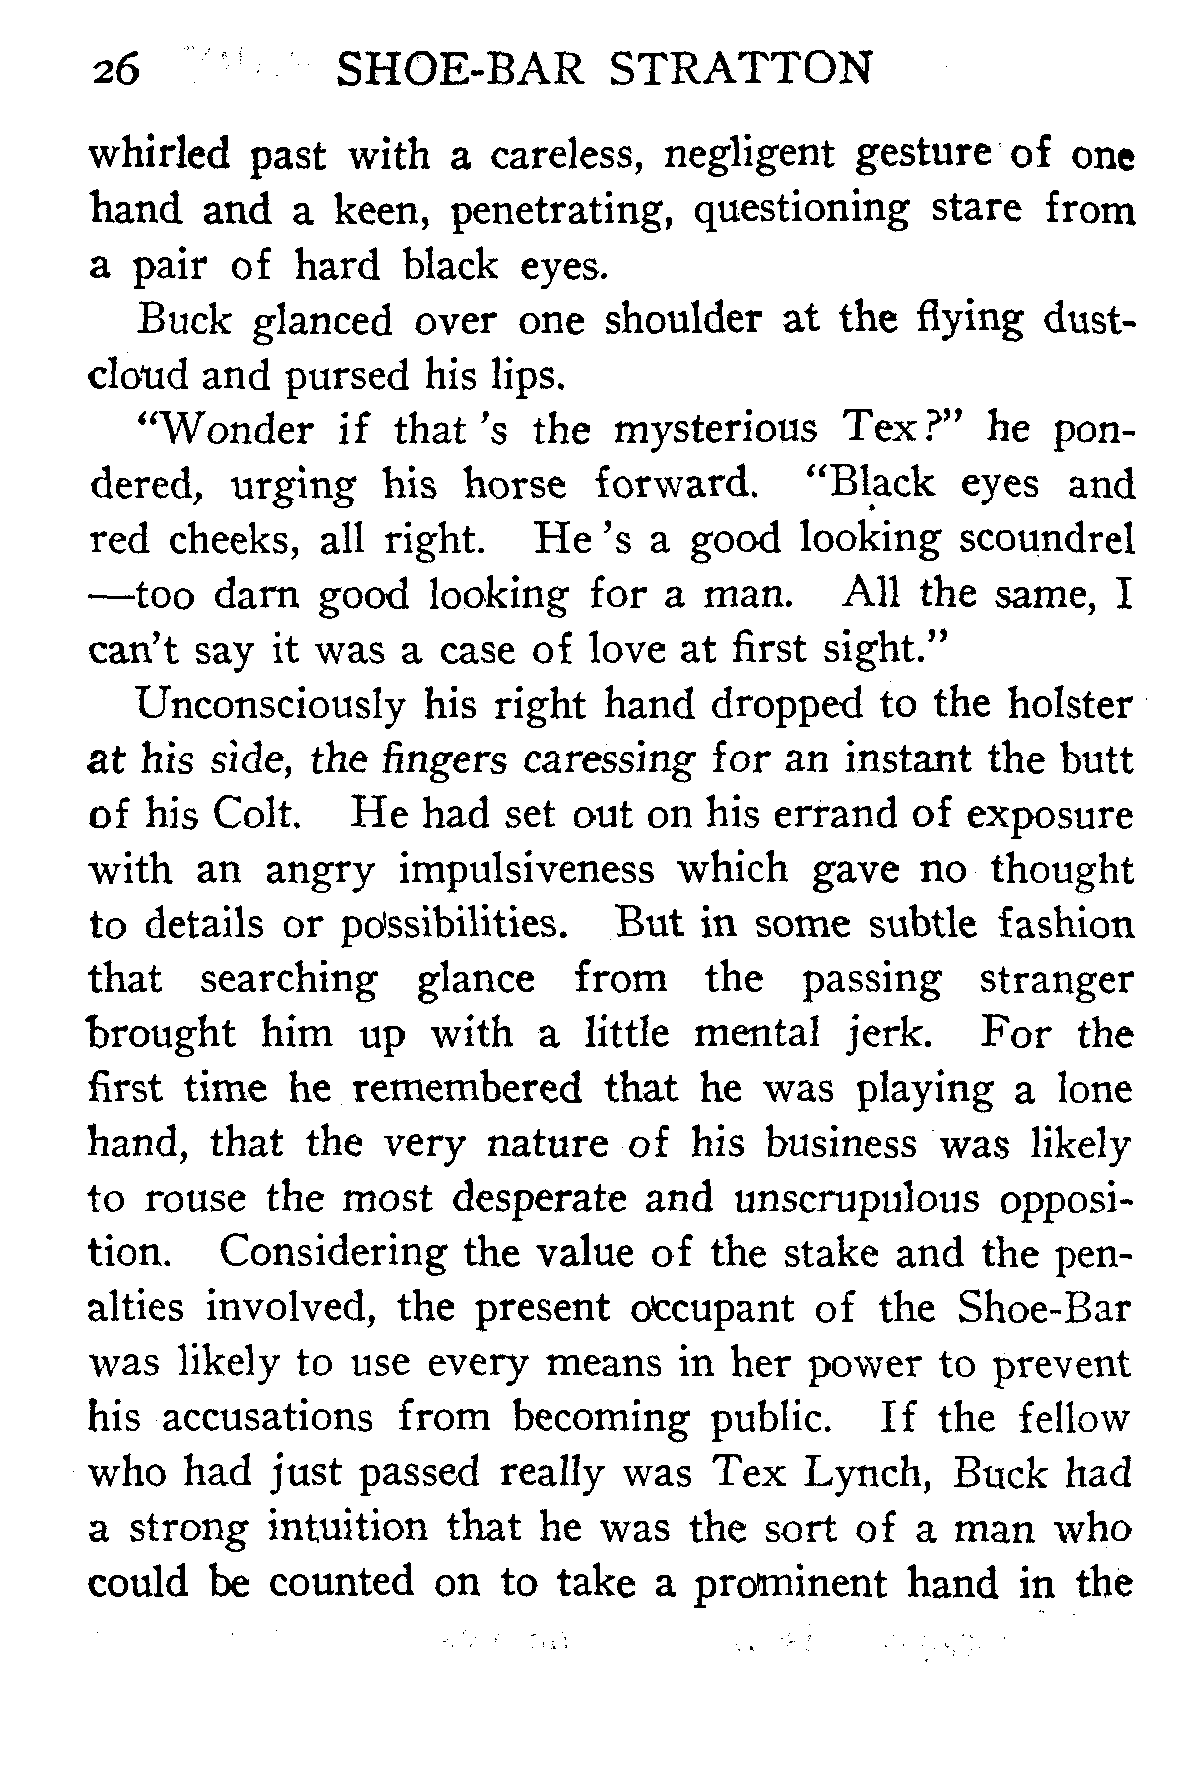 26 SHOE-BAR STRATTON
whirled past with a careless, negligent gesture of one
hand and a keen, penetrating, questioning stare from
a pair of hard black eyes.
Buck glanced over one shoulder at the flying dust-
cloud and pursed his lips.
“Wonder if that ’s the mysterious Tex?” he pon-
dered, urging his horse forward. “Black eyes and
red cheeks, all right. He ’s a good looking scoundrel
—too darn good looking for a man. All the same, I
can’t say it was a case of love at first sight.”
Unconsciously his right hand dropped to the holster
at his side, the fingers caressing for an instant the butt
of his Colt. He had set out on his errand of exposure
with an angry impulsiveness which gave no thought
to details or possibilities. But in some subtle fashion
that searching glance from the passing stranger
brought him up with a little mental jerk. For the
first time he remembered that he was playing a lone
hand, that the very nature of his business was likely
to rouse the most desperate and unscrupulous opposi-
tion. Considering the value of the stake and the pen-
alties involved, the present occupant of the Shoe-Bar
was likely to use every means in her power to prevent
his accusations from becoming public. If the fellow
who had just passed really was Tex Lynch, Buck had
a strong intuition that he was the sort of a man who
could be counted on to take a prominent hand in the